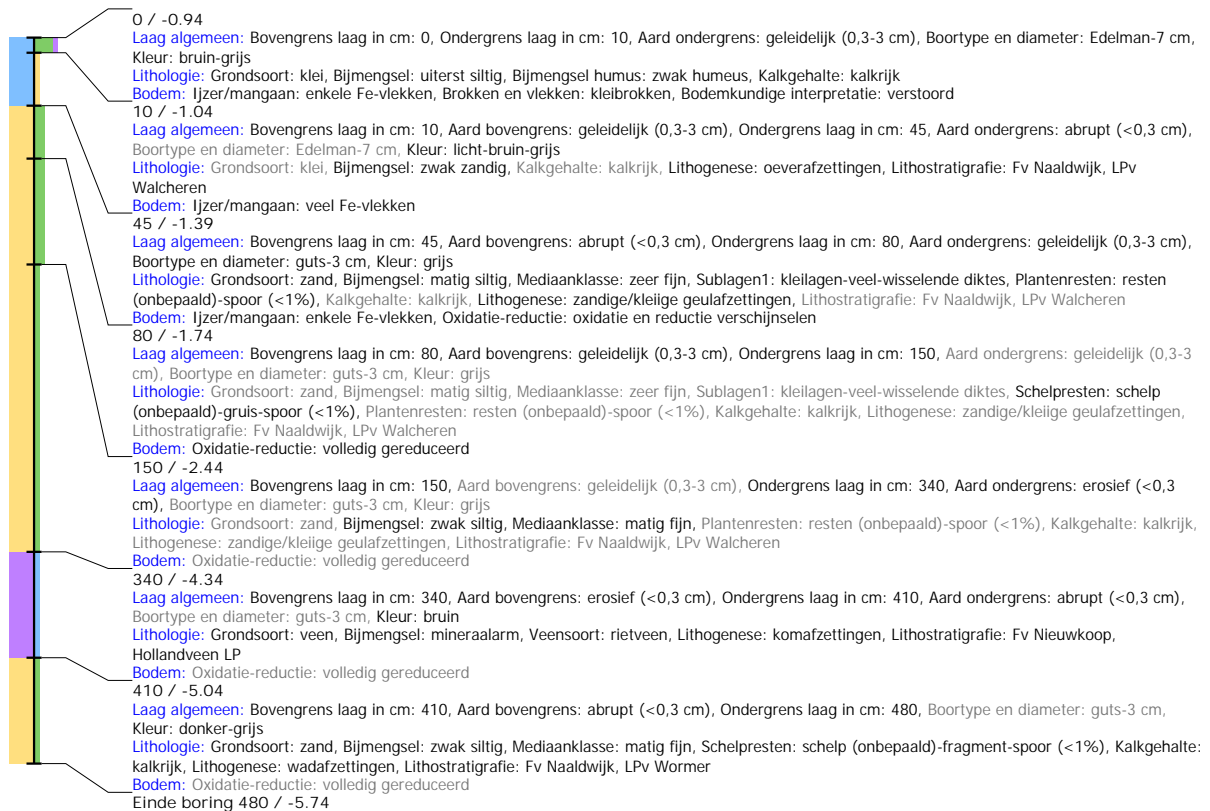 0 / -0.94
Laag algemeen: Bovengrens laag in cm: 0, Ondergrens laag in cm: 10, Aard ondergrens: geleidelijk (0,3-3 cm), Boortype en diameter: Edelman-7 cm,
Kleur: bruin-grijs
Lithologie: Grondsoort: klei, Bijmengsel: uiterst siltig, Bijmengsel humus: zwak humeus, Kalkgehalte: kalkrijk
Bodem: Ijzer/mangaan: enkele Fe-vlekken, Brokken en vlekken: kleibrokken, Bodemkundige interpretatie: verstoord
10 / -1.04
Laag algemeen: Bovengrens laag in cm: 10, Aard bovengrens: geleidelijk (0,3-3 cm), Ondergrens laag in cm: 45, Aard ondergrens: abrupt (<0,3 cm),
Boortype en diameter: Edelman-7 cm, Kleur: licht-bruin-grijs
Lithologie: Grondsoort: klei, Bijmengsel: zwak zandig, Kalkgehalte: kalkrijk, Lithogenese: oeverafzettingen, Lithostratigrafie: Fv Naaldwijk, LPv
Walcheren
Bodem: Ijzer/mangaan: veel Fe-vlekken
45 / -1.39
Laag algemeen: Bovengrens laag in cm: 45, Aard bovengrens: abrupt (<0,3 cm), Ondergrens laag in cm: 80, Aard ondergrens: geleidelijk (0,3-3 cm),
Boortype en diameter: guts-3 cm, Kleur: grijs
Lithologie: Grondsoort: zand, Bijmengsel: matig siltig, Mediaanklasse: zeer fijn, Sublagen1: kleilagen-veel-wisselende diktes, Plantenresten: resten
(onbepaald)-spoor (<1%), Kalkgehalte: kalkrijk, Lithogenese: zandige/kleiige geulafzettingen, Lithostratigrafie: Fv Naaldwijk, LPv Walcheren
Bodem: Ijzer/mangaan: enkele Fe-vlekken, Oxidatie-reductie: oxidatie en reductie verschijnselen
80 / -1.74
Laag algemeen: Bovengrens laag in cm: 80, Aard bovengrens: geleidelijk (0,3-3 cm), Ondergrens laag in cm: 150, Aard ondergrens: geleidelijk (0,3-3
cm), Boortype en diameter: guts-3 cm, Kleur: grijs
Lithologie: Grondsoort: zand, Bijmengsel: matig siltig, Mediaanklasse: zeer fijn, Sublagen1: kleilagen-veel-wisselende diktes, Schelpresten: schelp
(onbepaald)-gruis-spoor (<1%), Plantenresten: resten (onbepaald)-spoor (<1%), Kalkgehalte: kalkrijk, Lithogenese: zandige/kleiige geulafzettingen,
Lithostratigrafie: Fv Naaldwijk, LPv Walcheren
Bodem: Oxidatie-reductie: volledig gereduceerd
150 / -2.44
Laag algemeen: Bovengrens laag in cm: 150, Aard bovengrens: geleidelijk (0,3-3 cm), Ondergrens laag in cm: 340, Aard ondergrens: erosief (<0,3
cm), Boortype en diameter: guts-3 cm, Kleur: grijs
Lithologie: Grondsoort: zand, Bijmengsel: zwak siltig, Mediaanklasse: matig fijn, Plantenresten: resten (onbepaald)-spoor (<1%), Kalkgehalte: kalkrijk,
Lithogenese: zandige/kleiige geulafzettingen, Lithostratigrafie: Fv Naaldwijk, LPv Walcheren
Bodem: Oxidatie-reductie: volledig gereduceerd
340 / -4.34
Laag algemeen: Bovengrens laag in cm: 340, Aard bovengrens: erosief (<0,3 cm), Ondergrens laag in cm: 410, Aard ondergrens: abrupt (<0,3 cm),
Boortype en diameter: guts-3 cm, Kleur: bruin
Lithologie: Grondsoort: veen, Bijmengsel: mineraalarm, Veensoort: rietveen, Lithogenese: komafzettingen, Lithostratigrafie: Fv Nieuwkoop,
Hollandveen LP
Bodem: Oxidatie-reductie: volledig gereduceerd
410 / -5.04
Laag algemeen: Bovengrens laag in cm: 410, Aard bovengrens: abrupt (<0,3 cm), Ondergrens laag in cm: 480, Boortype en diameter: guts-3 cm,
Kleur: donker-grijs
Lithologie: Grondsoort: zand, Bijmengsel: zwak siltig, Mediaanklasse: matig fijn, Schelpresten: schelp (onbepaald)-fragment-spoor (<1%), Kalkgehalte:
kalkrijk, Lithogenese: wadafzettingen, Lithostratigrafie: Fv Naaldwijk, LPv Wormer
Bodem: Oxidatie-reductie: volledig gereduceerd
Einde boring 480 / -5.74